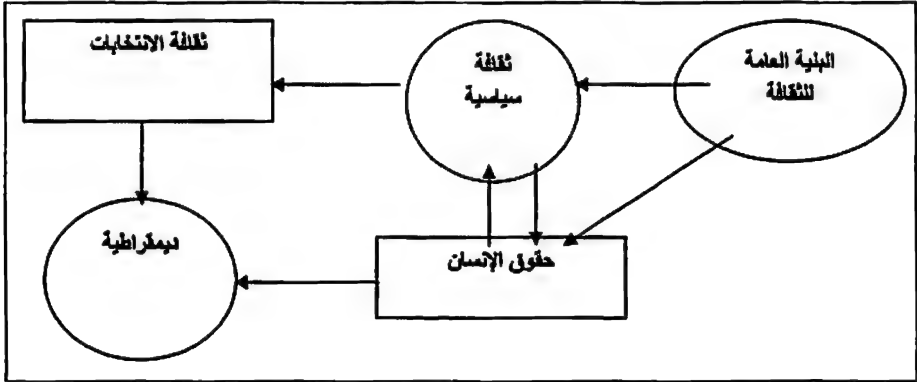 البنية العامة
للثقافة
ثقافة
سياسية
ثقافة الانتخابات
حقوق الإنسان
ديمقراطية